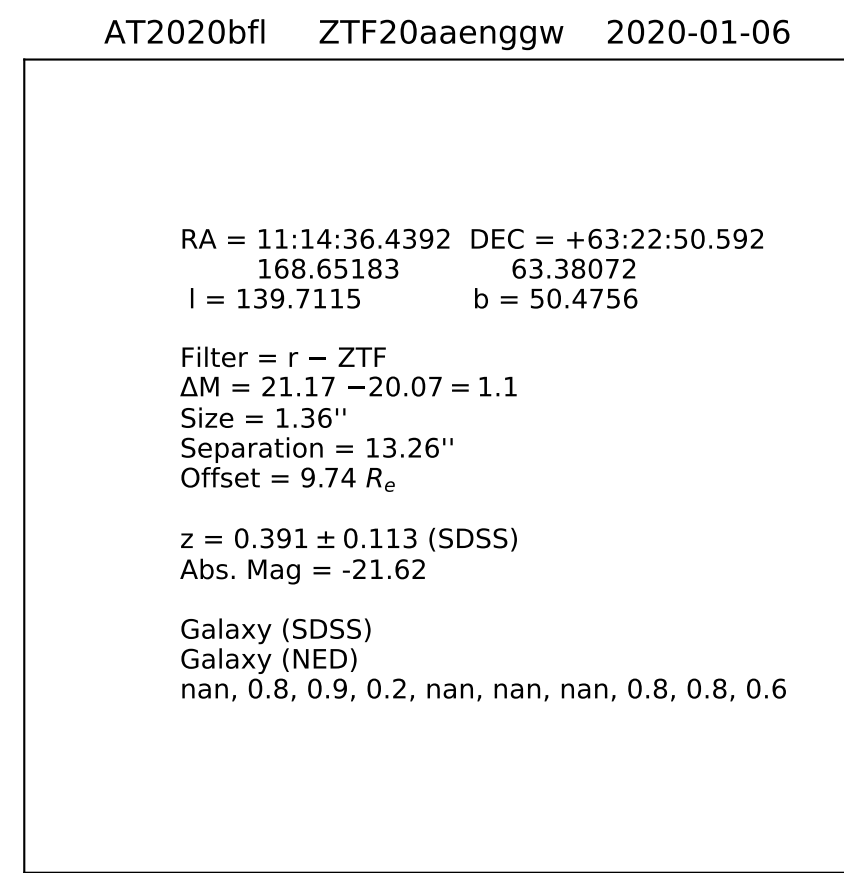 AT2020bfl ZTF20aaenggw 2020-01-06
RA = 11:14:36.4392 DEC = +63:22:50.592
168.65183 63.38072
l = 139.7115 b = 50.4756
Filter = r − ZTF
ΔM = 21.17 −20.07 = 1.1
Size = 1.36''
Separation = 13.26''
Offset = 9.74 Rₑ
z = 0.391 ± 0.113 (SDSS)
Abs. Mag = -21.62
Galaxy (SDSS)
Galaxy (NED)
nan, 0.8, 0.9, 0.2, nan, nan, nan, 0.8, 0.8, 0.6